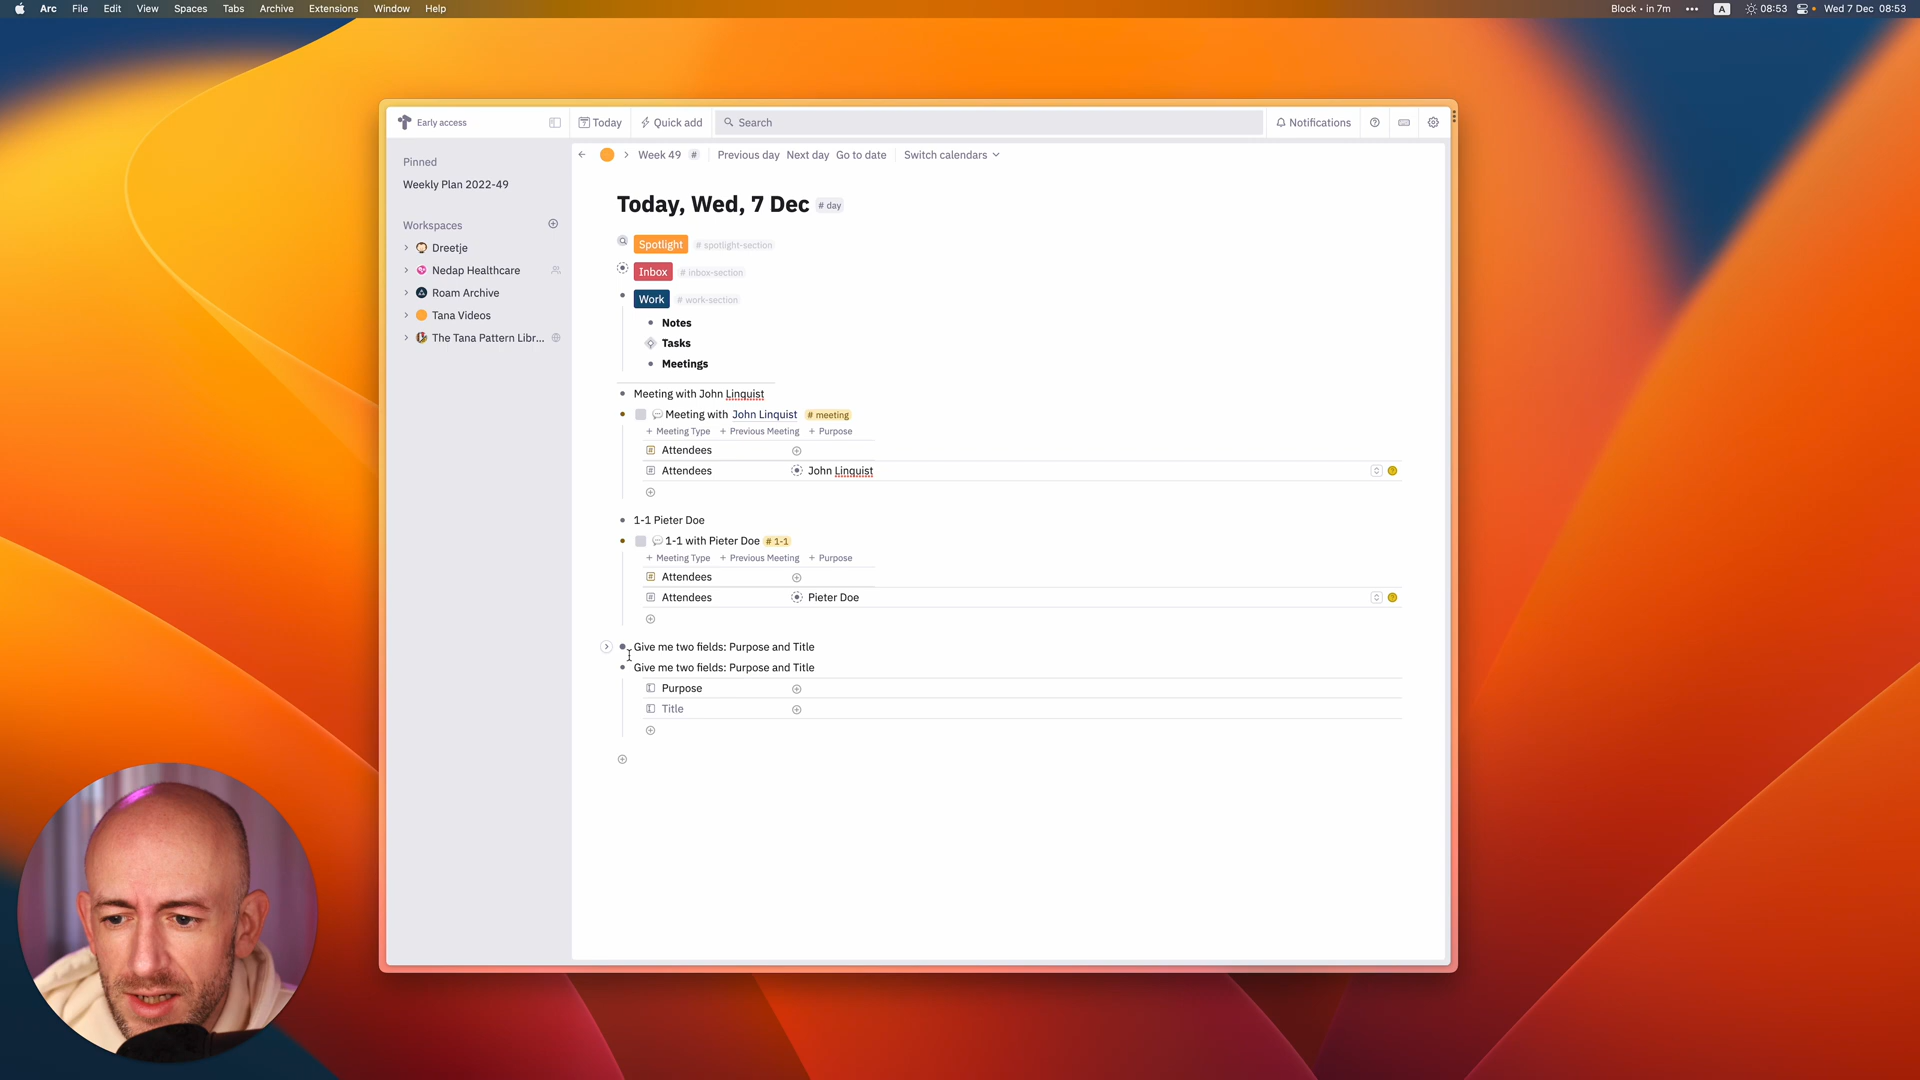 Arc File Edit View Spaces Tabs Archive Extensions Window Help
Block • in 7m ••• A 08:53 Wed 7 Dec 08:53
Early access
Today Quick add Search Notifications
Pinned
Weekly Plan 2022-49
Workspaces
Dreetje
Nedap Healthcare
Roam Archive
Tana Videos
The Tana Pattern Libr...
Week 49 # Previous day Next day Go to date Switch calendars
Today, Wed, 7 Dec # day
Spotlight # spotlight-section
Inbox # inbox-section
Work # work-section
Notes
Tasks
Meetings
Meeting with John Linquist
Meeting with John Linquist # meeting
+ Meeting Type + Previous Meeting + Purpose
Attendees
Attendees John Linquist
1-1 Pieter Doe
1-1 with Pieter Doe # 1-1
+ Meeting Type + Previous Meeting + Purpose
Attendees
Attendees Pieter Doe
Give me two fields: Purpose and Title
Give me two fields: Purpose and Title
Purpose
Title